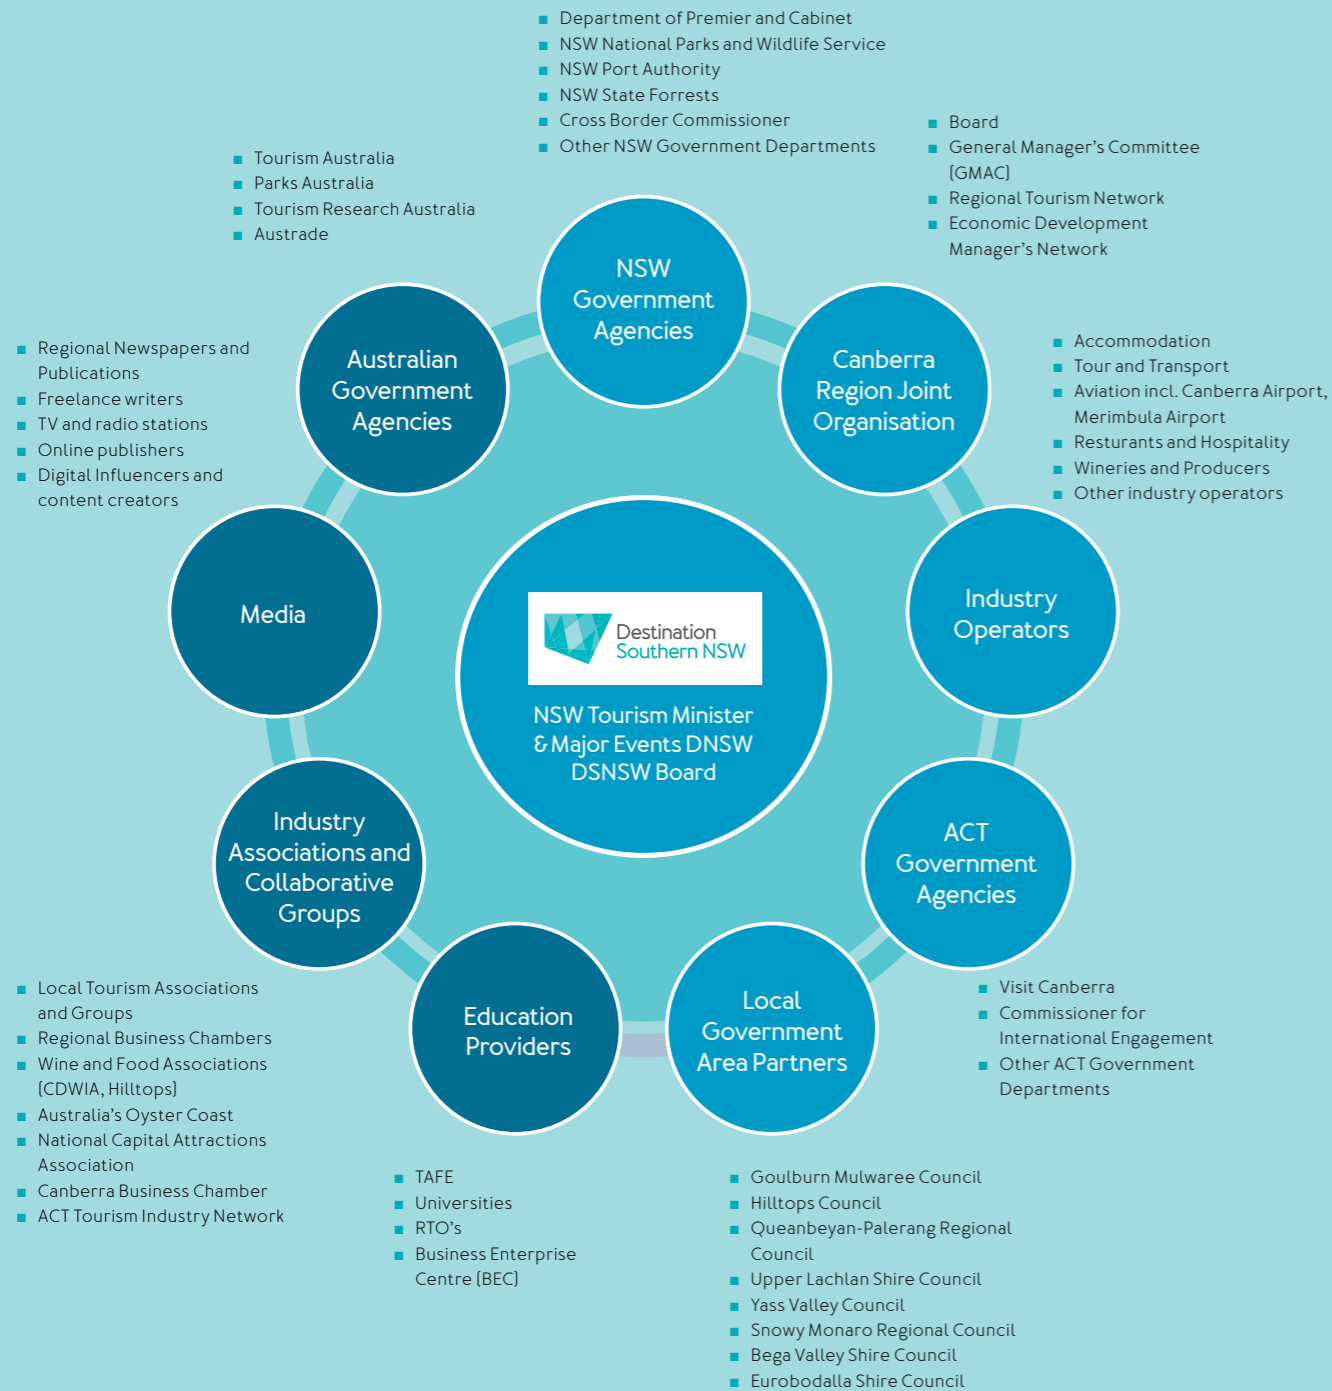 Department of Premier and Cabinet
NSW National Parks and Wildlife Service
NSW Port Authority
NSW State Forrests
Cross Border Commissioner
Other NSW Government Departments
Board
General Manager's Committee
(GMAC)
Regional Tourism Network
Economic Development
Manager's Network
Tourism Australia
Parks Australia
Tourism Research Australia
Austrade
NSW
Government
Agencies
Australian
Government
Agencies
Canberra
Region Joint
Organisation
Regional Newspapers and
Publications
Freelance writers
TV and radio stations
Online publishers
Digital Influencers and
content creators
Accommodation
Tour and Transport
Aviation incl. Canberra Airport,
Merimbula Airport
Resturants and Hospitality
Wineries and Producers
Other industry operators
Media
Industry
Operators
Destination
Southern NSW
NSW Tourism Minister
& Major Events DNSW
DSNSW Board
Industry
Associations and
Collaborative
Groups
ACT
Government
Agencies
Education
Providers
Local
Government
Area Partners
Local Tourism Associations
and Groups
Regional Business Chambers
Wine and Food Associations
(CDWIA, Hilltops)
Australia's Oyster Coast
National Capital Attractions
Association
Canberra Business Chamber
ACT Tourism Industry Network
Visit Canberra
Commissioner for
International Engagement
Other ACT Government
Departments
TAFE
Universities
RTO's
Business Enterprise
Centre (BEC)
Goulburn Mulwaree Council
Hilltops Council
Queanbeyan-Palerang Regional
Council
Upper Lachlan Shire Council
Yass Valley Council
Snowy Monaro Regional Council
Bega Valley Shire Council
Eurobodalla Shire Council